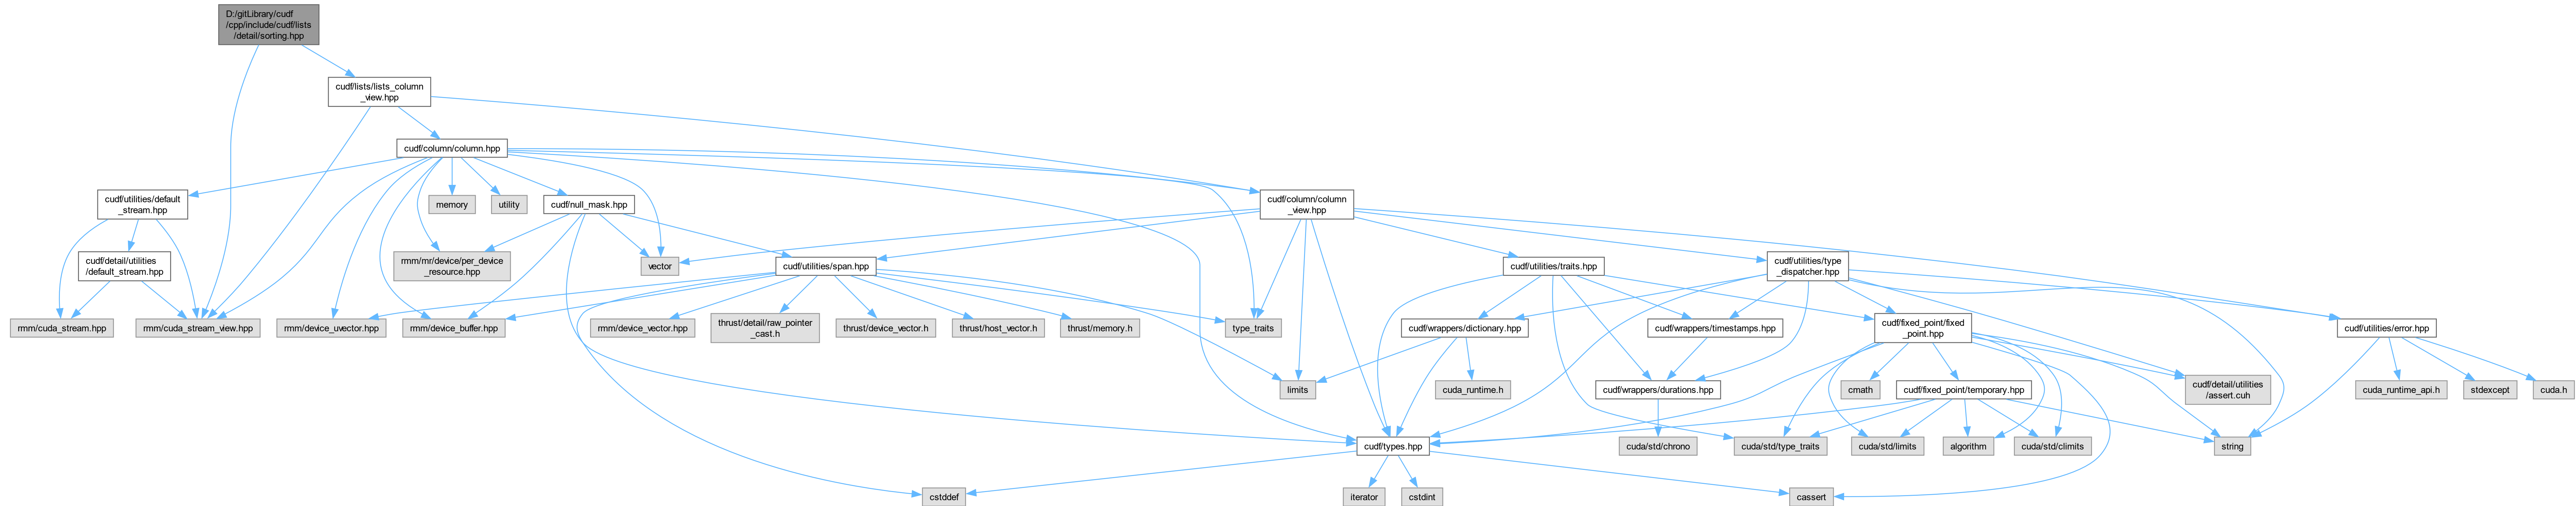 D:/gitLibrary/cudf
/cpp/include/cudf/lists
/detail/sorting.hpp
cudf/lists/lists_column
_view.hpp
cudf/column/column.hpp
cudf/utilities/default
_stream.hpp
memory
utility
cudf/null_mask.hpp
cudf/column/column
_view.hpp
cudf/detail/utilities
/default_stream.hpp
rmm/mr/device/per_device
_resource.hpp
vector
cudf/utilities/span.hpp
cudf/utilities/traits.hpp
cudf/utilities/type
_dispatcher.hpp
rmm/cuda_stream.hpp
rmm/cuda_stream_view.hpp
rmm/device_uvector.hpp
rmm/device_buffer.hpp
rmm/device_vector.hpp
thrust/detail/raw_pointer
_cast.h
thrust/device_vector.h
thrust/host_vector.h
thrust/memory.h
type_traits
cudf/wrappers/dictionary.hpp
cudf/wrappers/timestamps.hpp
cudf/fixed_point/fixed
_point.hpp
cudf/utilities/error.hpp
limits
cuda_runtime.h
cudf/wrappers/durations.hpp
cmath
cudf/fixed_point/temporary.hpp
cudf/detail/utilities
/assert.cuh
cuda_runtime_api.h
stdexcept
cuda.h
cudf/types.hpp
cuda/std/chrono
cuda/std/type_traits
cuda/std/limits
algorithm
cuda/std/climits
string
cstddef
iterator
cstdint
cassert